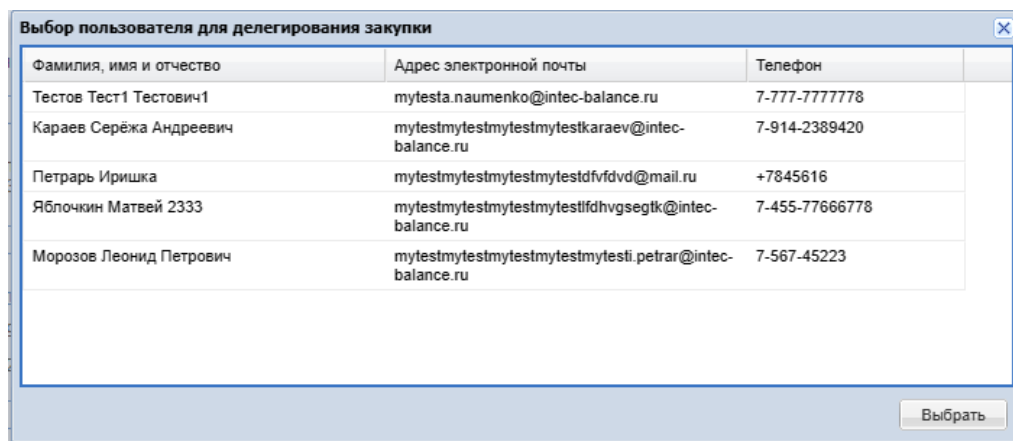 Выбор пользователя для делегирования закупки
Фамилия, имя и отчество Адрес электронной почты Телефон
Тестов Тест1 Тестович1 mytesta.naumenko@intec-balance.ru 7-777-7777778
Караев Серёжа Андреевич mytestmytestmytestmytestkaraev@intec- 7-914-2389420
balance.ru
Петрарь Иришка mytestmytestmytestmytestdfvfdvd@mail.ru +7845616
Яблочкин Матвей 2333 mytestmytestmytestmytestlfdhvgsegtk@intec- 7-455-77666778
balance.ru
Морозов Леонид Петрович mytestmytestmytestmytestmytesti.petrar@intec- 7-567-45223
balance.ru
Выбрать